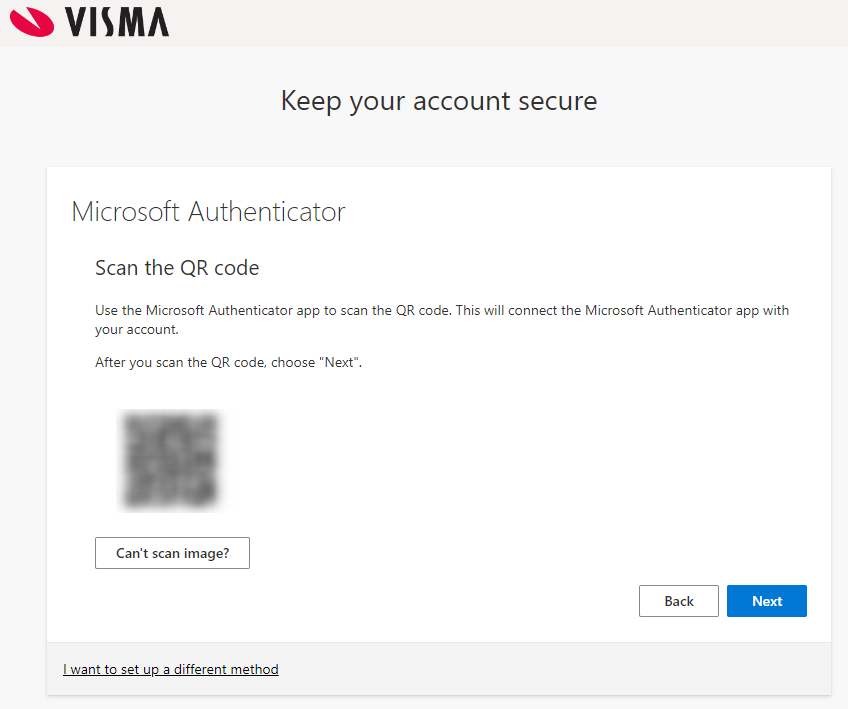 VISMA
Keep your account secure
Microsoft Authenticator
Scan the QR code
Use the Microsoft Authenticator app to scan the QR code. This will connect the Microsoft Authenticator app with
your account.
After you scan the QR code, choose "Next".
Can't scan image?
Back
Next
I want to set up a different method